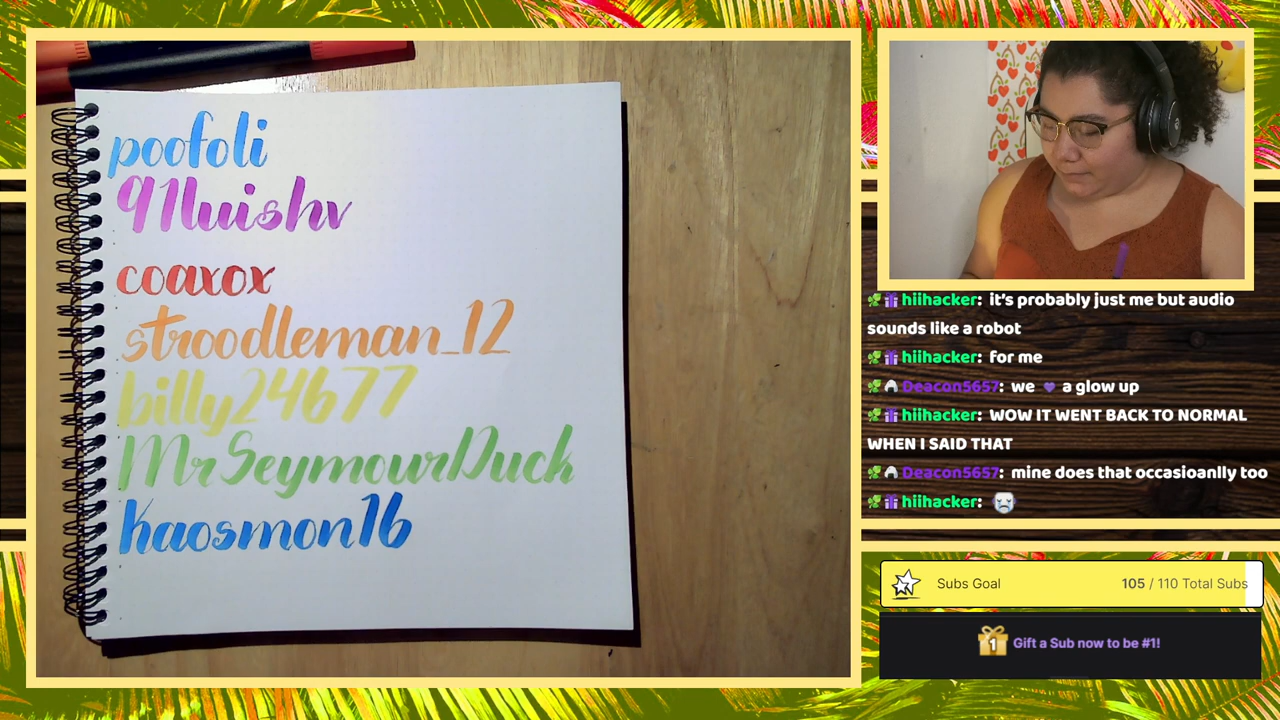 poofoli
91luishv
coaxox
stroodleman_12
billy24677
MrSeymourDuck
Kaosmon16
hiihacker: it's probably just me but audio
sounds like a robot
hiihacker: for me
Deacon5657: we 💜 a glow up
hiihacker: WOW IT WENT BACK TO NORMAL
WHEN I SAID THAT
Deacon5657: mine does that occasioanlly too
hiihacker:
Subs Goal 105 / 110 Total Subs
1 Gift a Sub now to be #1!